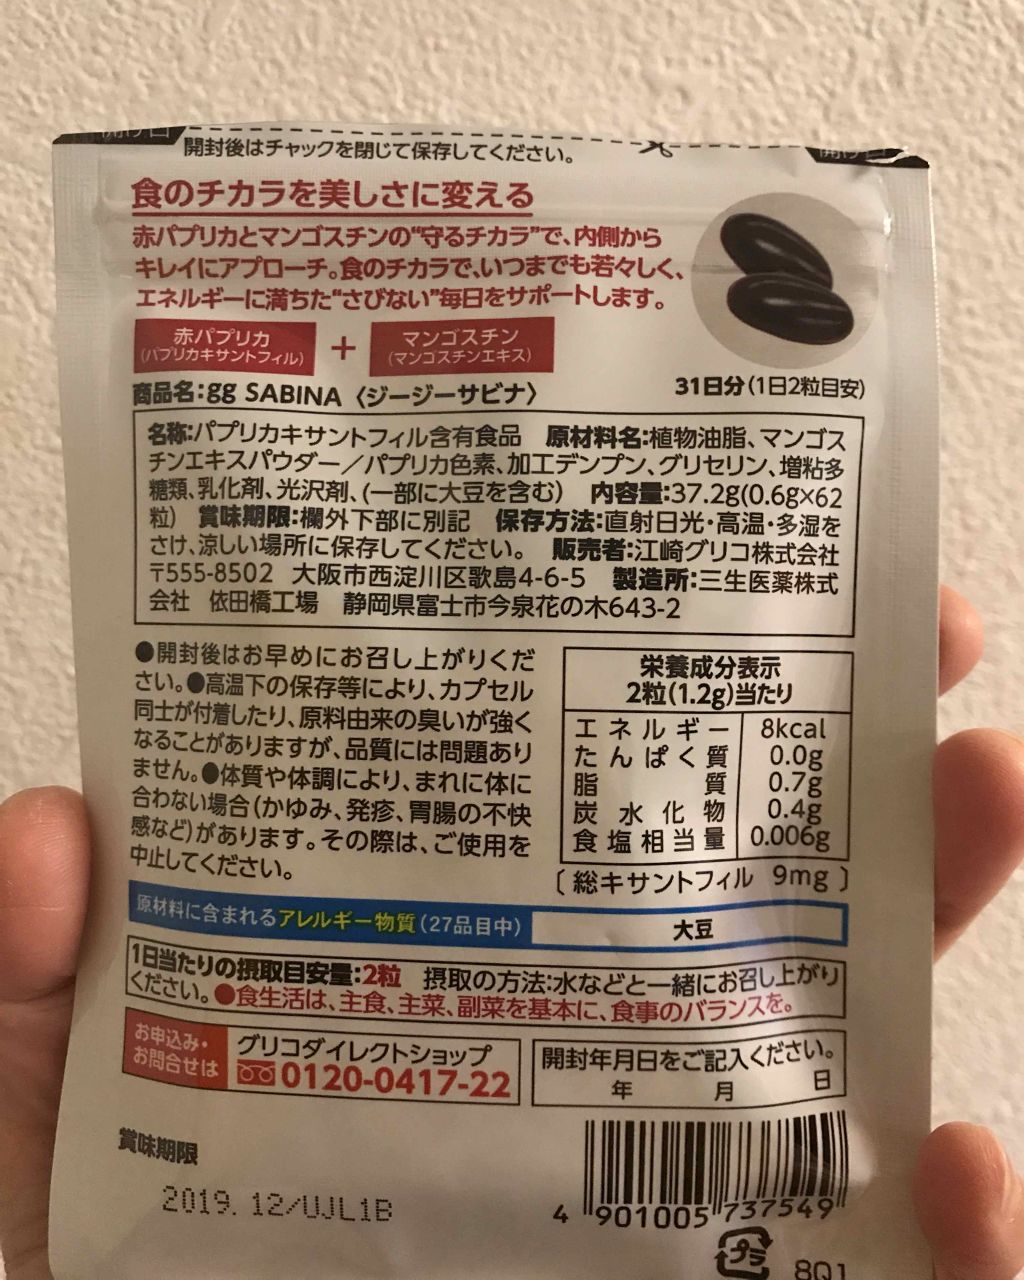 開け口
開け口
開封後はチャックを閉じて保存してください。
食のチカラを美しさに変える
赤パプリカとマンゴスチンの“守るチカラ”で、内側から
キレイにアプローチ。食のチカラで、いつまでも若々しく、
エネルギーに満ちた“さびない”毎日をサポートします。
赤パプリカ
(パプリカキサントフィル)
+
マンゴスチン
(マンゴスチンエキス)
商品名:gg SABINA〈ジージーサビナ〉
31日分(1日2粒目安)
名称:パプリカキサントフィル含有食品 原材料名:植物油脂、マンゴス
チンエキスパウダー/パプリカ色素、加工デンプン、グリセリン、増粘多
糖類、乳化剤、光沢剤、(一部に大豆を含む) 内容量:37.2g(0.6g×62
粒) 賞味期限:欄外下部に別記 保存方法:直射日光・高温・多湿を
さけ、涼しい場所に保存してください。 販売者:江崎グリコ株式会社
〒555-8502 大阪市西淀川区歌島4-6-5 製造所:三生医薬株式
会社 依田橋工場 静岡県富士市今泉花の木643-2
●開封後はお早めにお召し上がりくだ
さい。●高温下の保存等により、カプセル
同士が付着したり、原料由来の臭いが強く
なることがありますが、品質には問題あり
ません。●体質や体調により、まれに体に
合わない場合(かゆみ、発疹、胃腸の不快
感など)があります。その際は、ご使用を
中止してください。
栄養成分表示
2粒(1.2g)当たり
エネルギー 8kcal
たんぱく質 0.0g
脂質 0.7g
炭水化物 0.4g
食塩相当量 0.006g
〔総キサントフィル 9mg〕
原材料に含まれるアレルギー物質(27品目中) 大豆
1日当たりの摂取目安量:2粒 摂取の方法:水などと一緒にお召し上がり
ください。●食生活は、主食、主菜、副菜を基本に、食事のバランスを。
お申込み・
お問合せは
グリコダイレクトショップ
0120-0417-22
開封年月日をご記入ください。
年 月 日
賞味期限
2019.12/UJL1B
4 901005 737549
プラ
8Q1